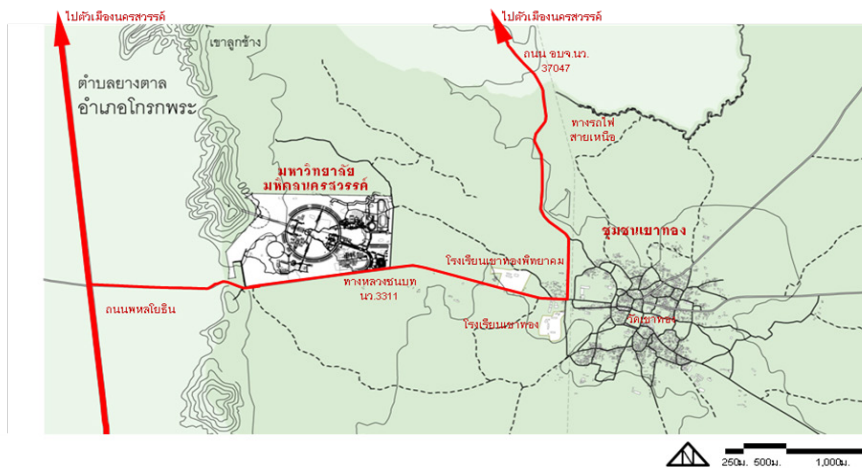 ไปตัวเมืองนครสวรรค์
ไปตัวเมืองนครสวรรค์
เขาลูกช้าง
ถนน อบจ.นว.
37047
ตำบลยางตาล
อำเภอโกรกพระ
ทางรถไฟ
สายเหนือ
มหาวิทยาลัย
มหิดลนครสวรรค์
ชุมชนเขาทอง
โรงเรียนเขาทองพิทยาคม
ทางหลวงชนบท
นว.3311
ถนนพหลโยธิน
โรงเรียนเขาทอง
วัดเขาทอง
N
250ม. 500ม. 1,000ม.